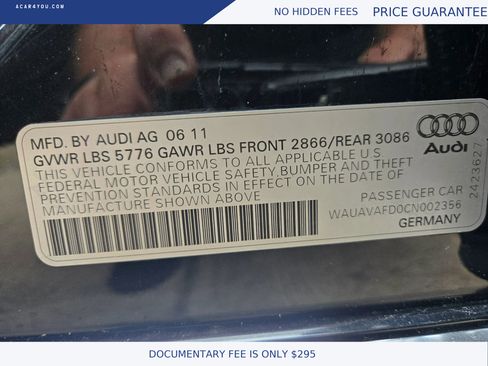 ACAR4YOU.COM
NO HIDDEN FEES PRICE GUARANTEE
MFD. BY AUDI AG 06 11
GVWR LBS 5776 GAWR LBS FRONT 2866/REAR 3086
THIS VEHICLE CONFORMS TO ALL APPLICABLE U S
FEDERAL MOTOR VEHICLE SAFETY,BUMPER AND THEFT
PREVENTION STANDARDS IN EFFECT ON THE DATE OF
MANUFACTURE SHOWN ABOVE
Audi
PASSENGER CAR
WAUAVAFD0CN002356
GERMANY
2423627
DOCUMENTARY FEE IS ONLY $295